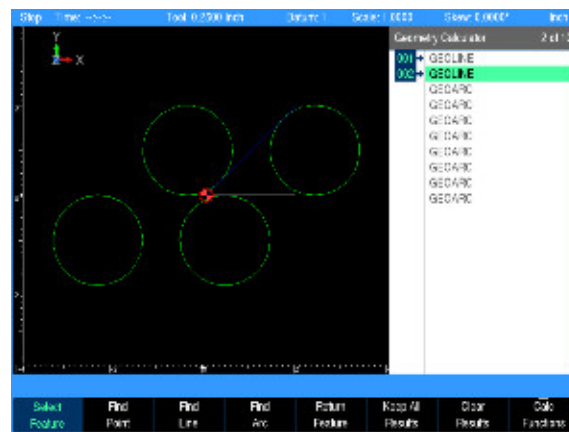 Stop Time: --:--:-- Tool: 0.2500 Inch Datum: 1 Scale: 1.0000 Skew: 0.0000° Inch
Y
Z X
Geometry Calculator 2 of 10
001 GEOLINE
002 GEOLINE
GEOARC
GEOARC
GEOARC
GEOARC
GEOARC
GEOARC
GEOARC
GEOARC
Select Feature
Find Point
Find Line
Find Arc
Return Feature
Keep All Results
Clear Results
Calc Functions